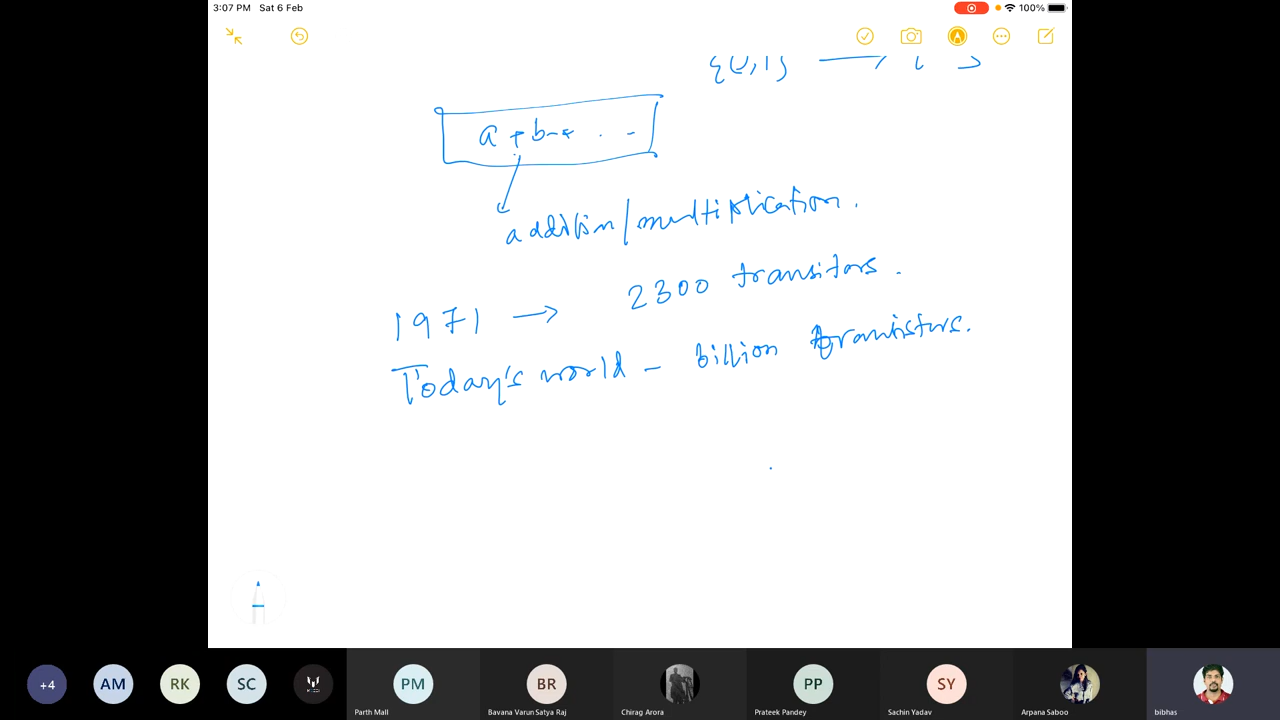 3:07 PM Sat 6 Feb 100%
a + b + . . -
addition/multiplication.
1971 → 2300 transitors.
Today's world - billion transistors.
+4 AM RK SC PM BR PP SY
Parth Mall Bavana Varun Satya Raj Chirag Arora Prateek Pandey Sachin Yadav Arpana Saboo bibhas